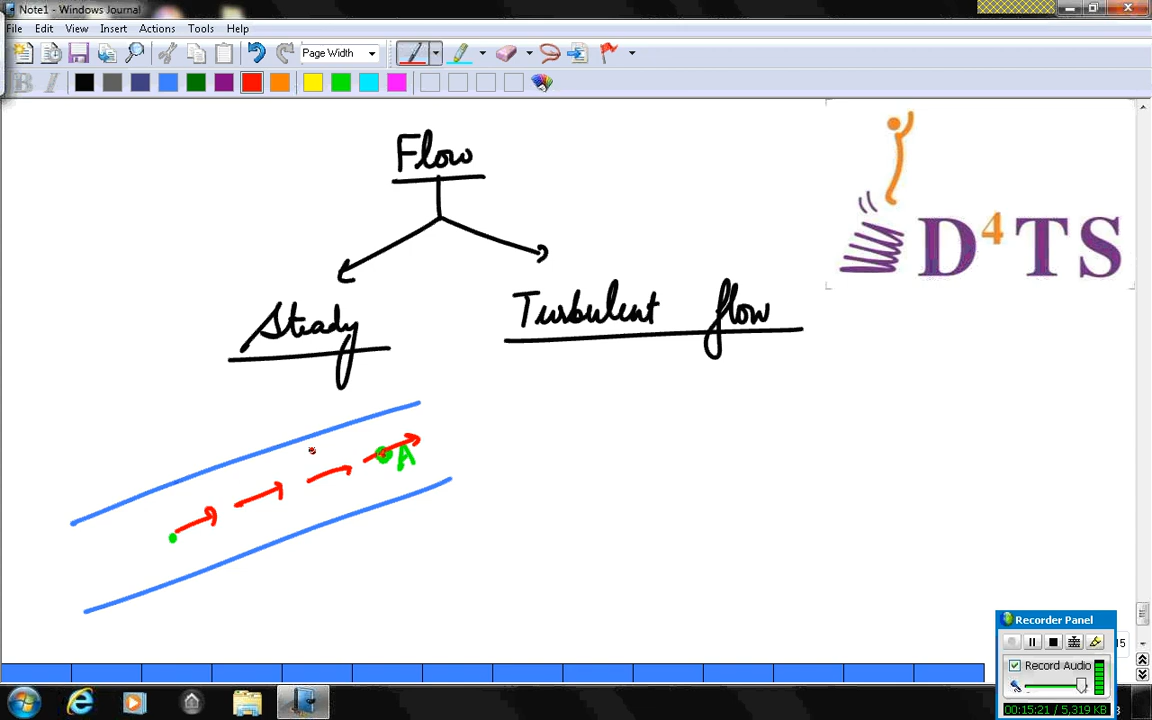 Note1 - Windows Journal
File Edit View Insert Actions Tools Help
Page Width
B I
Flow
D4TS
Steady
Turbulent flow
A
Recorder Panel
Record Audio
00:15:21 / 5,319 KB